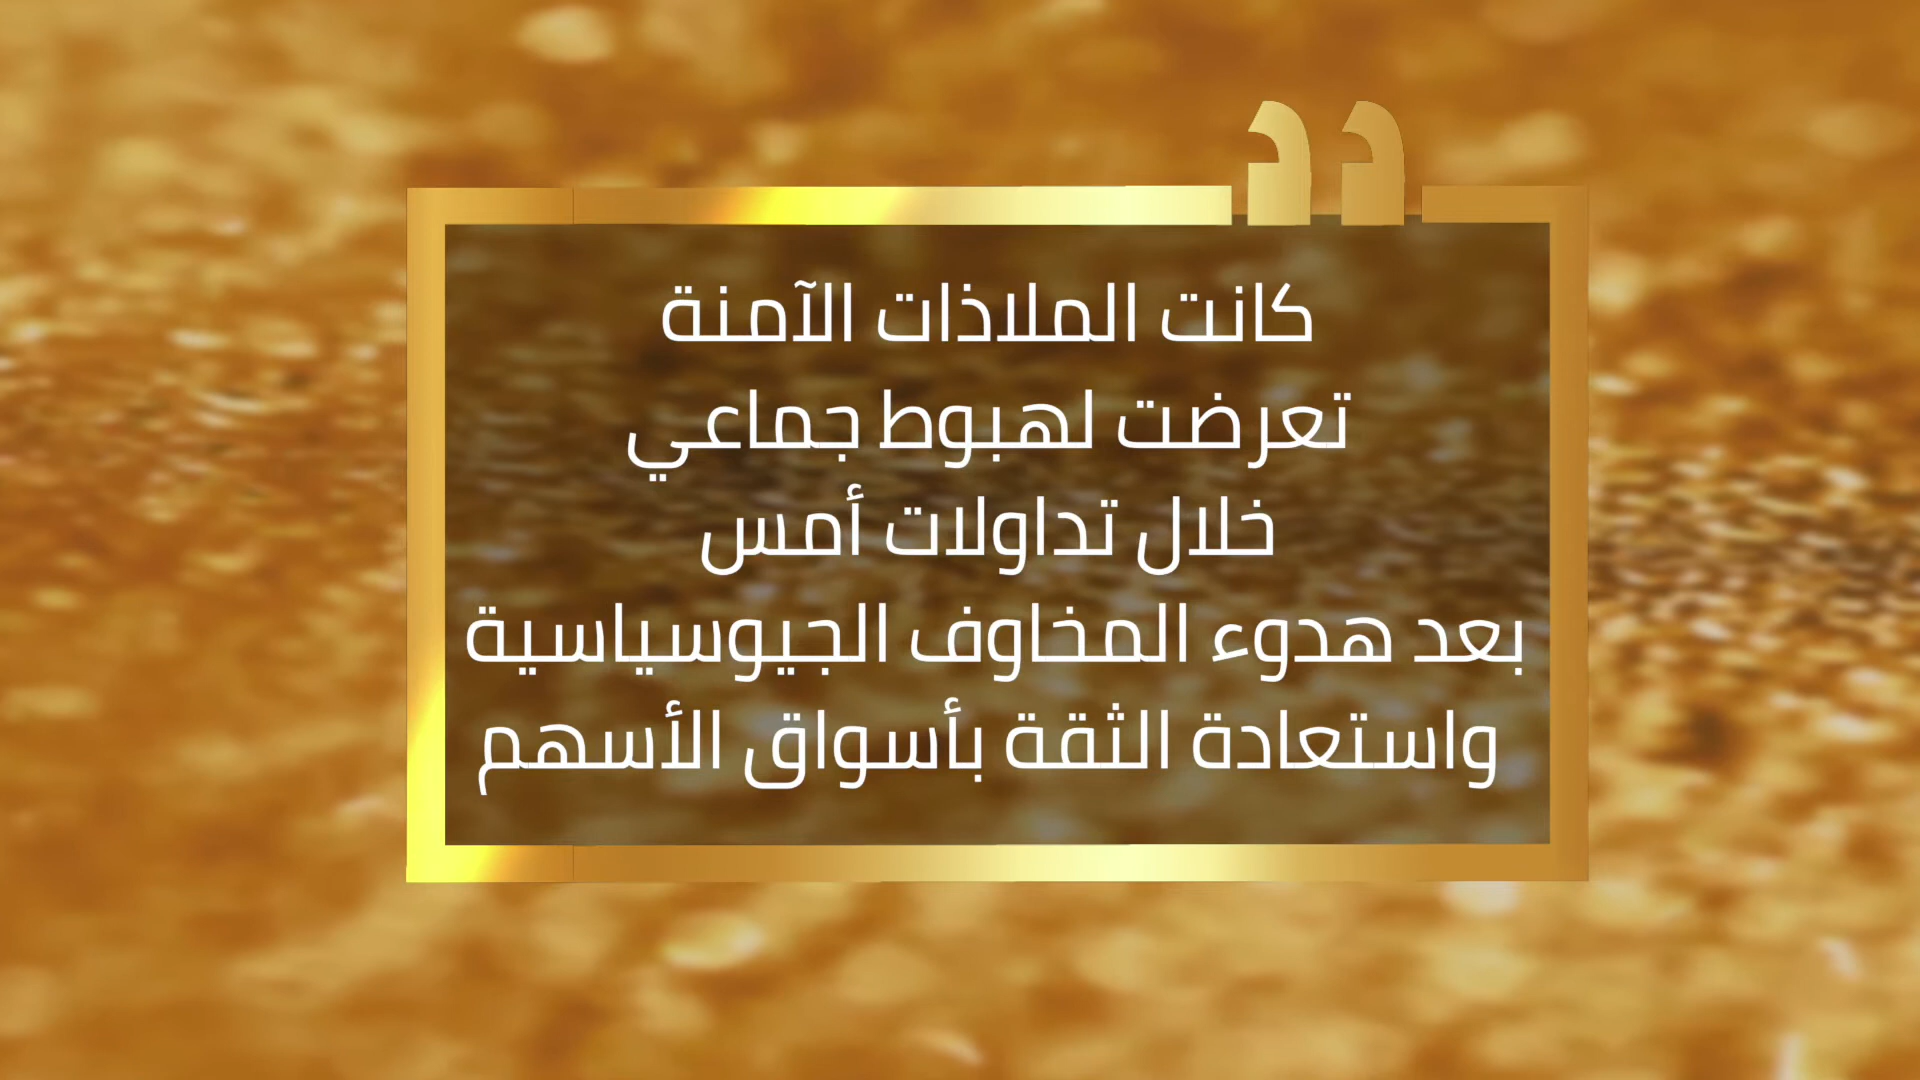 كانت الملاذات الآمنة
تعرضت لهبوط جماعي
خلال تداولات أمس
بعد هدوء المخاوف الجيوسياسية
واستعادة الثقة بأسواق الأسهم